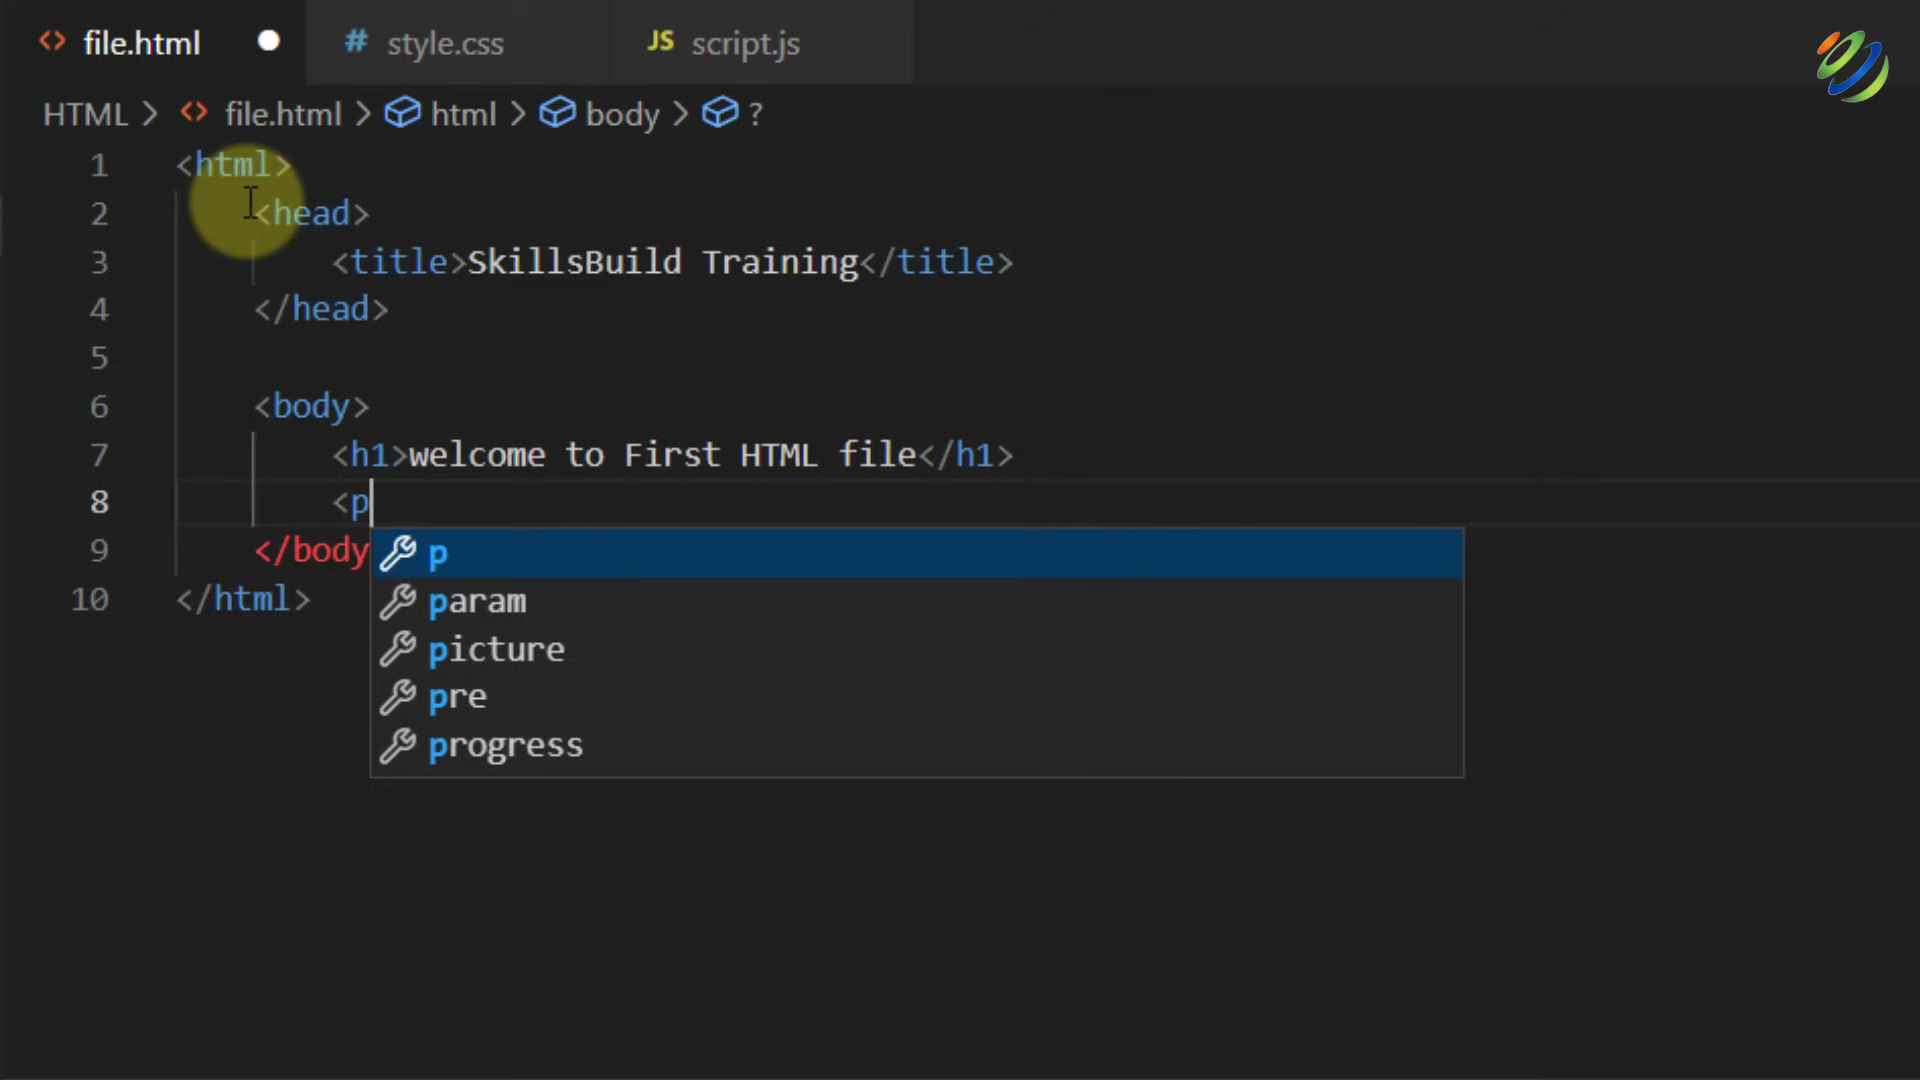 file.html # style.css JS script.js
HTML > <> file.html > html > body > ?
1 <html>
2 <head>
3 <title>SkillsBuild Training</title>
4 </head>
5
6 <body>
7 <h1>welcome to First HTML file</h1>
8 <p
9 </body
10 </html>
p
param
picture
pre
progress